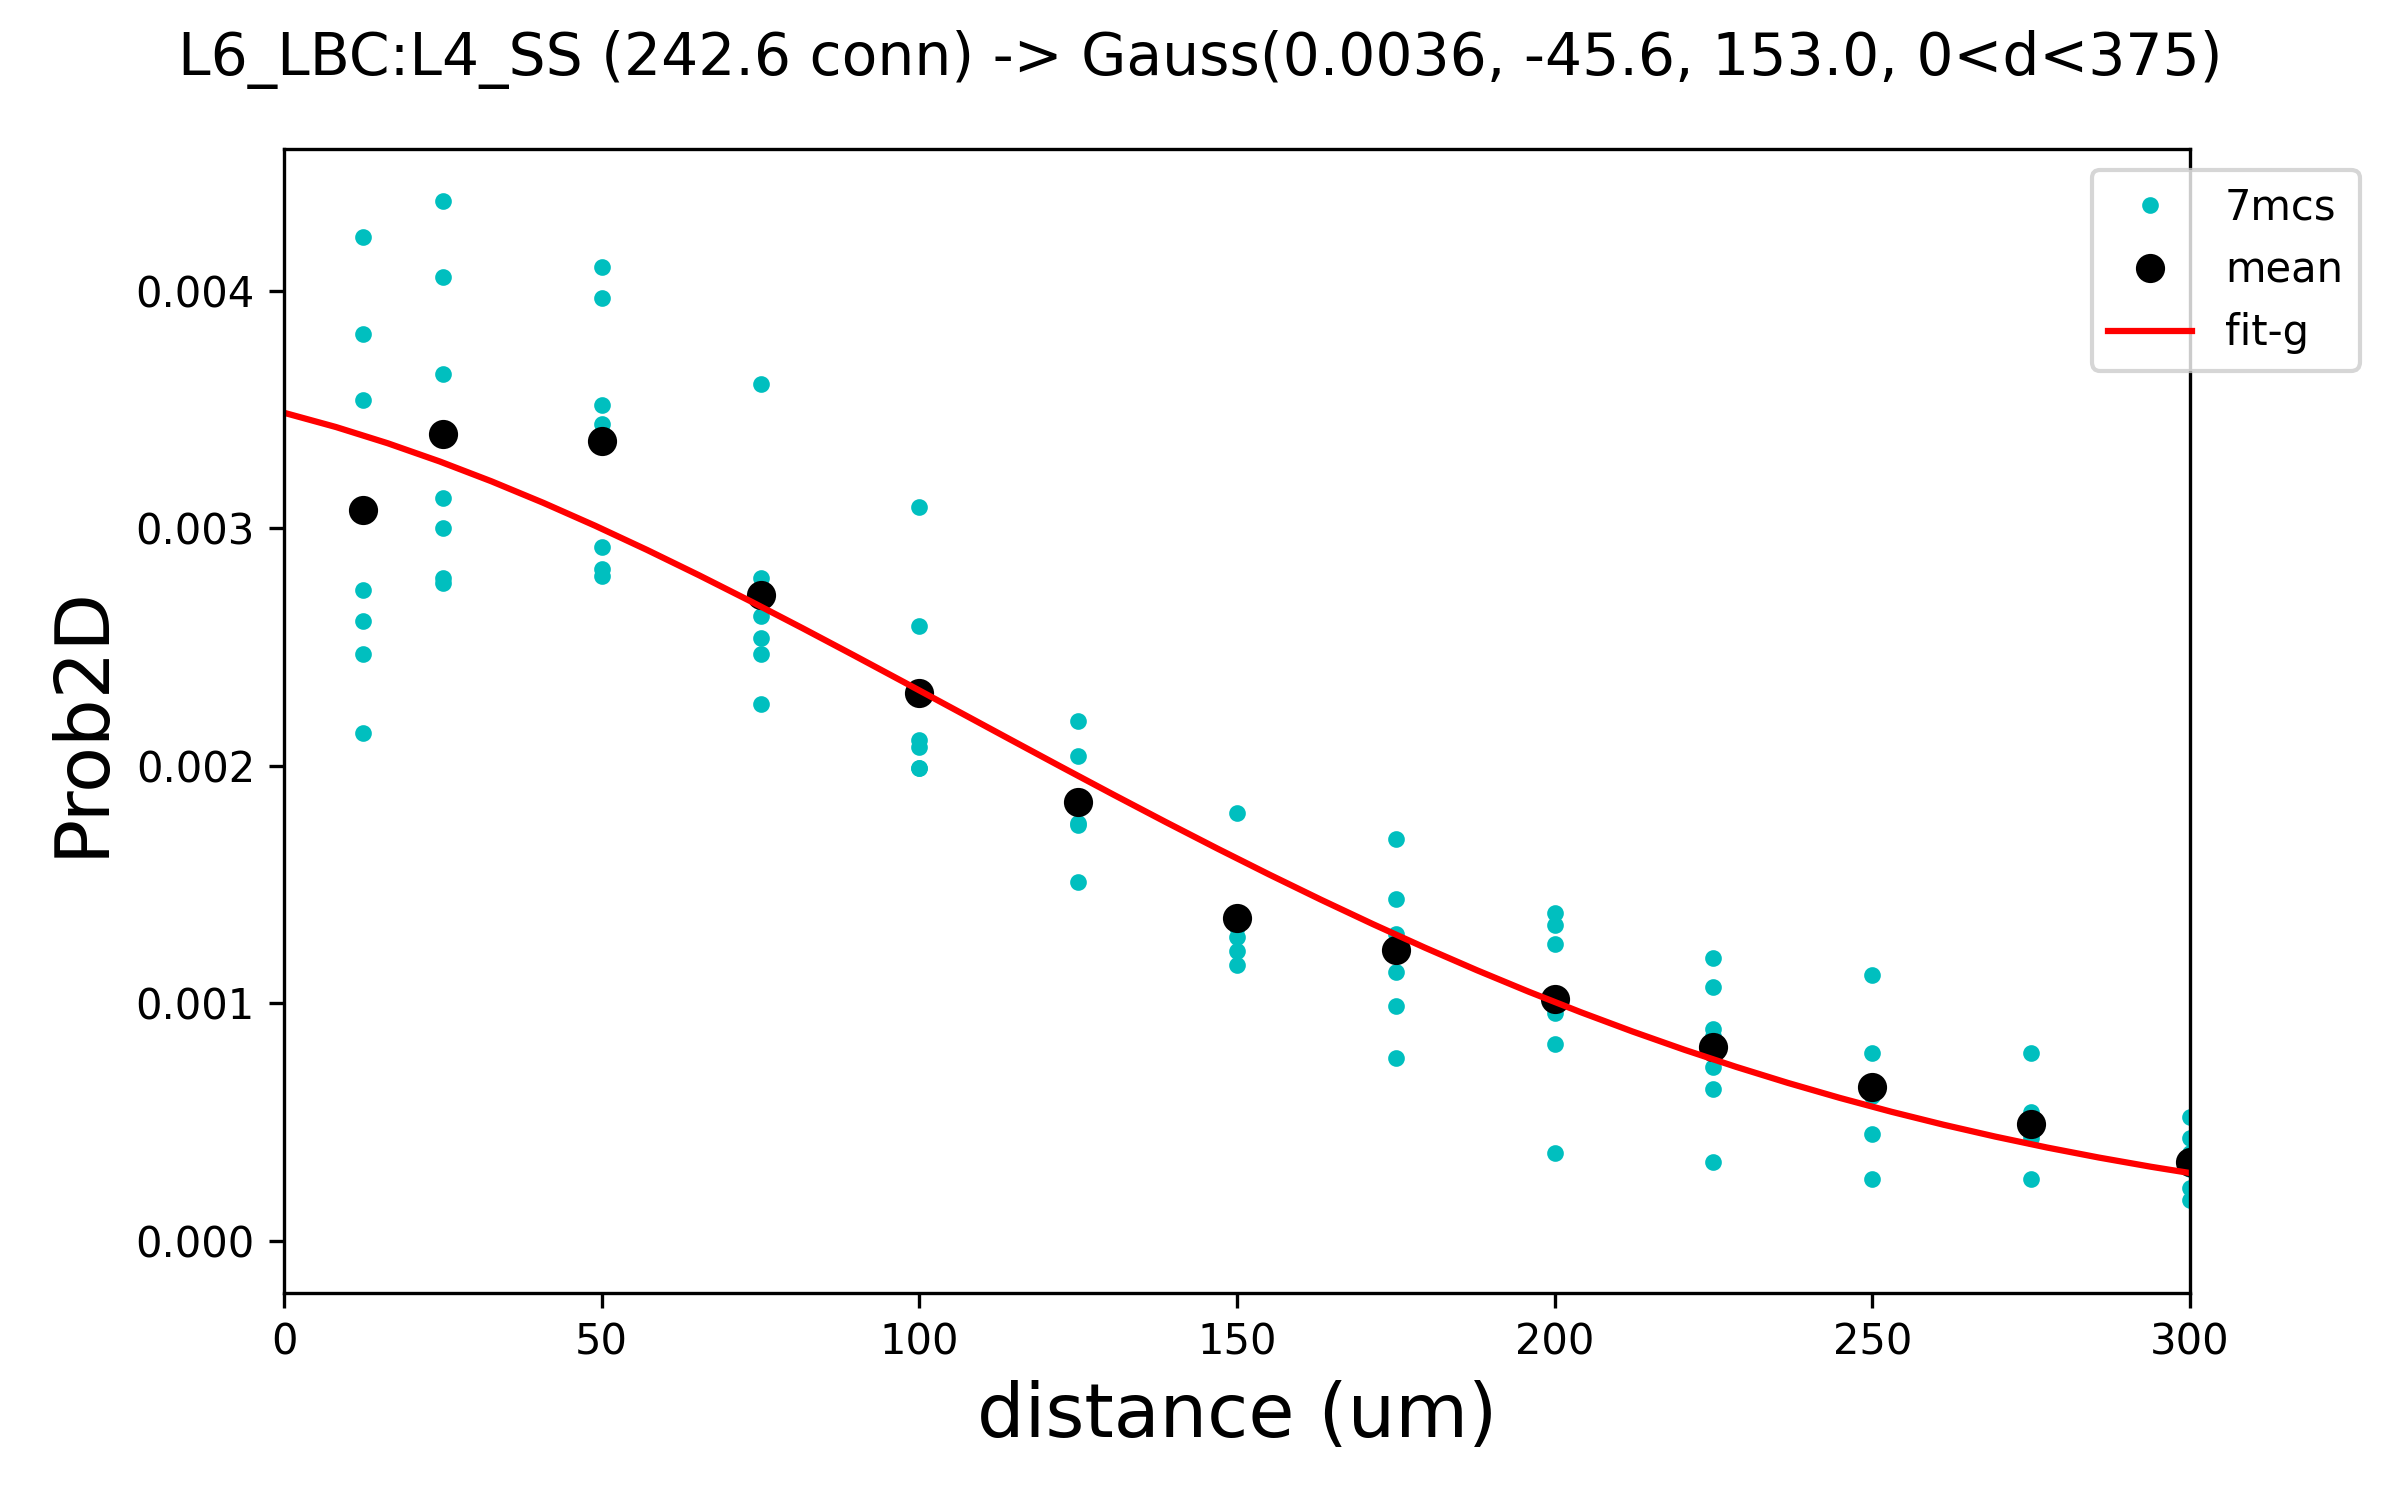 L6_LBC:L4_SS (242.6 conn) -> Gauss(0.0036, -45.6, 153.0, 0<d<375)
7mcs
mean
fit-g
0.004
0.003
0.002
0.001
0.000
Prob2D
0 50 100 150 200 250 300
distance (um)